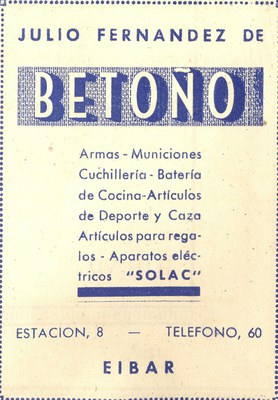 JULIO FERNANDEZ DE
BETOÑO
Armas - Municiones
Cuchillería - Batería
de Cocina-Artículos
de Deporte y Caza
Artículos para rega-
los - Aparatos eléc-
tricos "SOLAC"
ESTACION, 8 — TELEFONO, 60
EIBAR